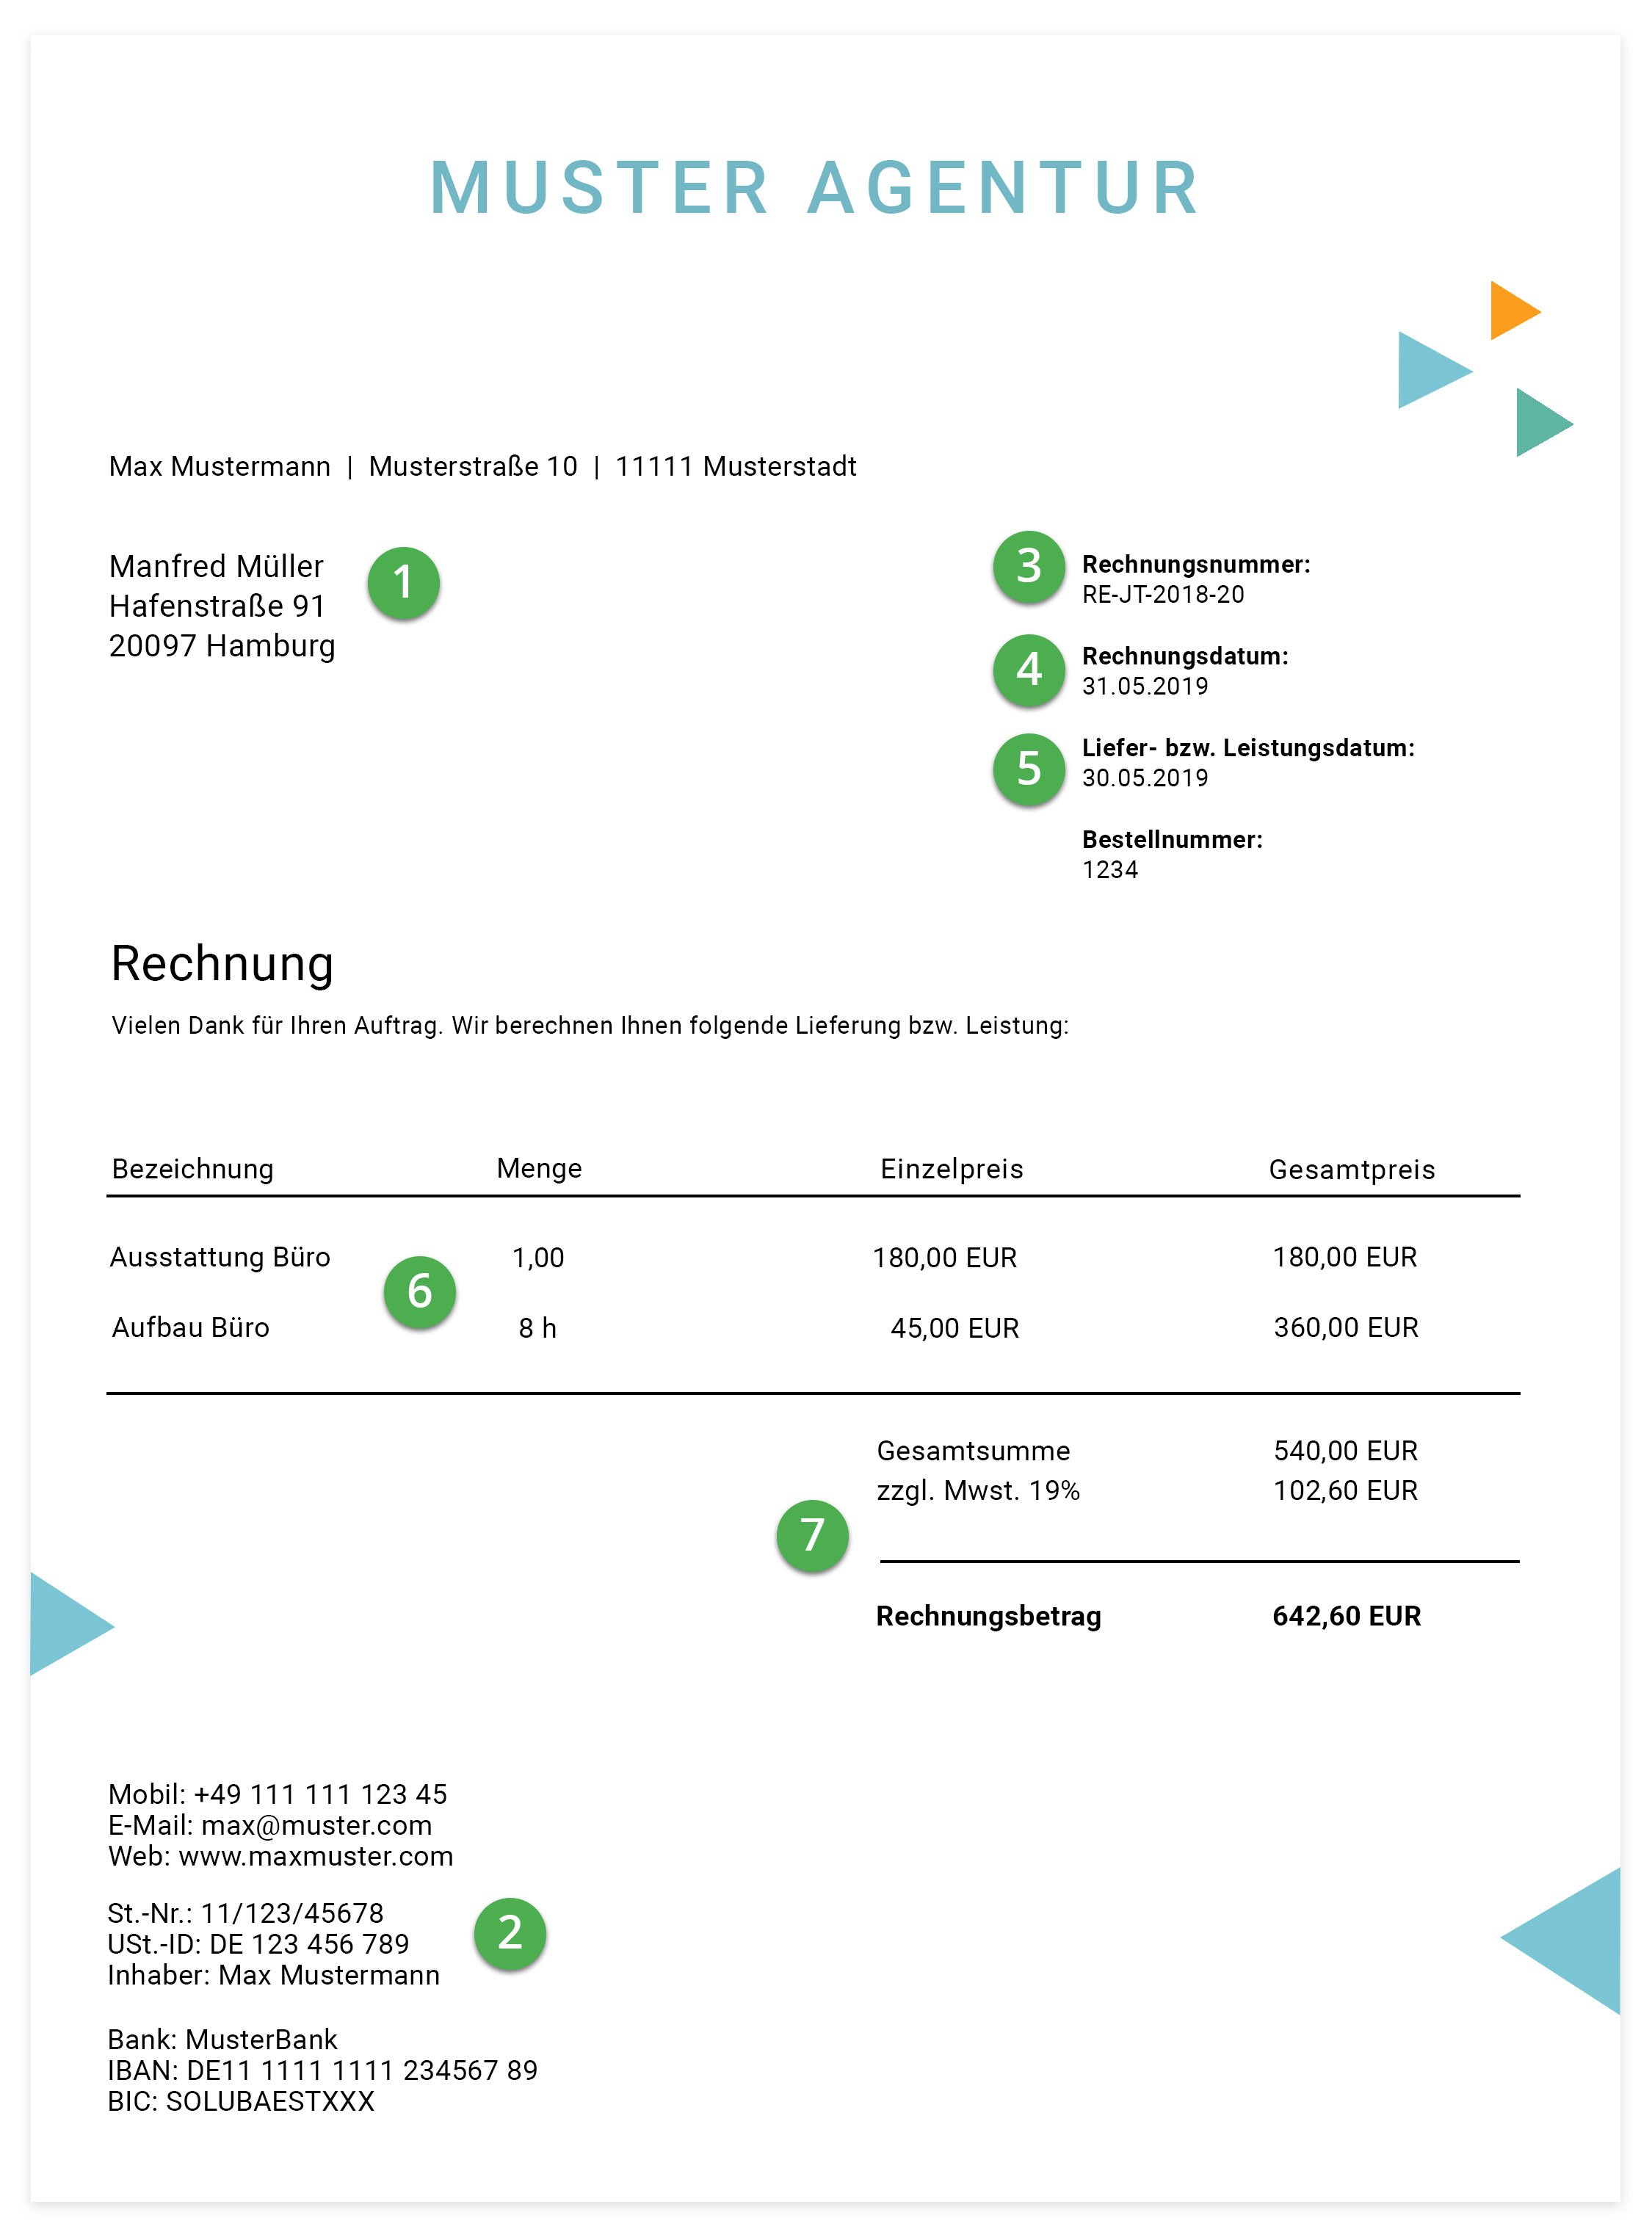 MUSTER AGENTUR
Max Mustermann | Musterstraße 10 | 11111 Musterstadt
Manfred Müller
Hafenstraße 91
20097 Hamburg
1
3
Rechnungsnummer:
RE-JT-2018-20
4
Rechnungsdatum:
31.05.2019
5
Liefer- bzw. Leistungsdatum:
30.05.2019
Bestellnummer:
1234
Rechnung
Vielen Dank für Ihren Auftrag. Wir berechnen Ihnen folgende Lieferung bzw. Leistung:
Bezeichnung Menge Einzelpreis Gesamtpreis
Ausstattung Büro 1,00 180,00 EUR 180,00 EUR
6
Aufbau Büro 8 h 45,00 EUR 360,00 EUR
Gesamtsumme 540,00 EUR
zzgl. Mwst. 19% 102,60 EUR
7
Rechnungsbetrag 642,60 EUR
Mobil: +49 111 111 123 45
E-Mail: max@muster.com
Web: www.maxmuster.com
St.-Nr.: 11/123/45678
USt.-ID: DE 123 456 789
Inhaber: Max Mustermann
2
Bank: MusterBank
IBAN: DE11 1111 1111 234567 89
BIC: SOLUBAESTXXX